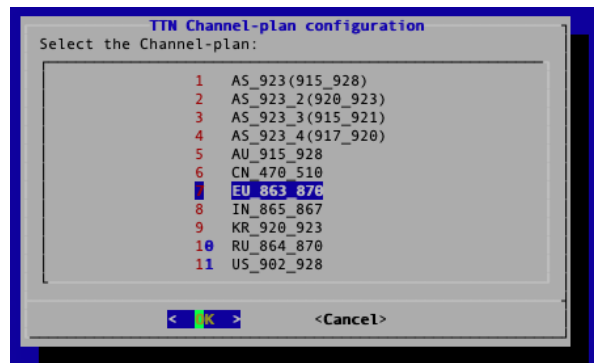 TTN Channel-plan configuration
Select the Channel-plan:
1 AS_923(915_928)
2 AS_923_2(920_923)
3 AS_923_3(915_921)
4 AS_923_4(917_920)
5 AU_915_928
6 CN_470_510
7 EU_863_870
8 IN_865_867
9 KR_920_923
10 RU_864_870
11 US_902_928
< OK > <Cancel>